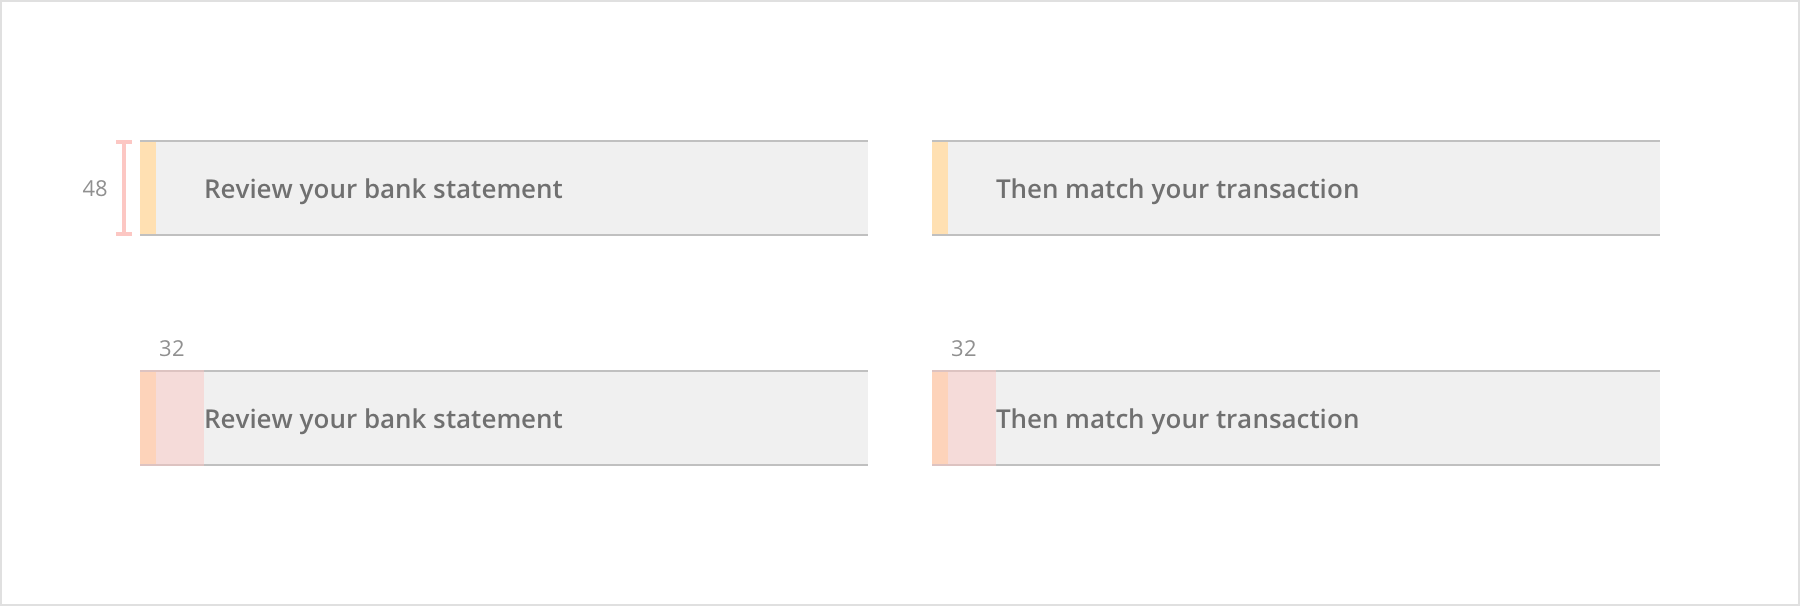 48
Review your bank statement
Then match your transaction
32
32
Review your bank statement
Then match your transaction